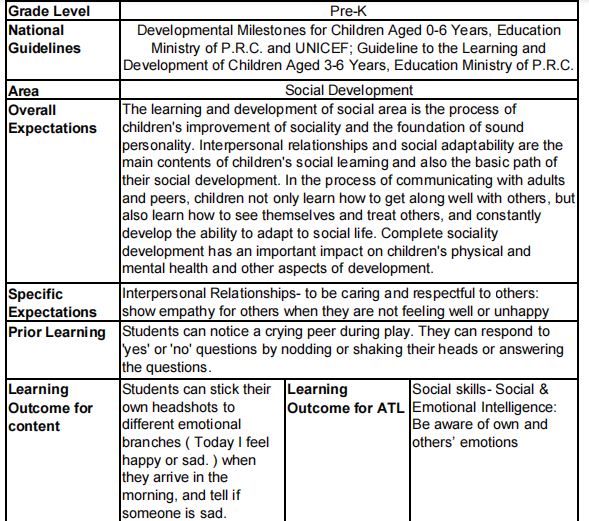 Grade Level
Pre-K
National
Guidelines
Developmental Milestones for Children Aged 0-6 Years, Education
Ministry of P.R.C. and UNICEF; Guideline to the Learning and
Development of Children Aged 3-6 Years, Education Ministry of P.R.C.
Area
Social Development
Overall
Expectations
The learning and development of social area is the process of
children's improvement of sociality and the foundation of sound
personality. Interpersonal relationships and social adaptability are the
main contents of children's social learning and also the basic path of
their social development. In the process of communicating with adults
and peers, children not only learn how to get along well with others, but
also learn how to see themselves and treat others, and constantly
develop the ability to adapt to social life. Complete sociality
development has an important impact on children's physical and
mental health and other aspects of development.
Specific
Expectations
Interpersonal Relationships- to be caring and respectful to others:
show empathy for others when they are not feeling well or unhappy
Prior Learning
Students can notice a crying peer during play. They can respond to
'yes' or 'no' questions by nodding or shaking their heads or answering
the questions.
Learning
Outcome for
content
Students can stick their
own headshots to
different emotional
branches ( Today I feel
happy or sad. ) when
they arrive in the
morning, and tell if
someone is sad.
Learning
Outcome for ATL
Social skills- Social &
Emotional Intelligence:
Be aware of own and
others’ emotions